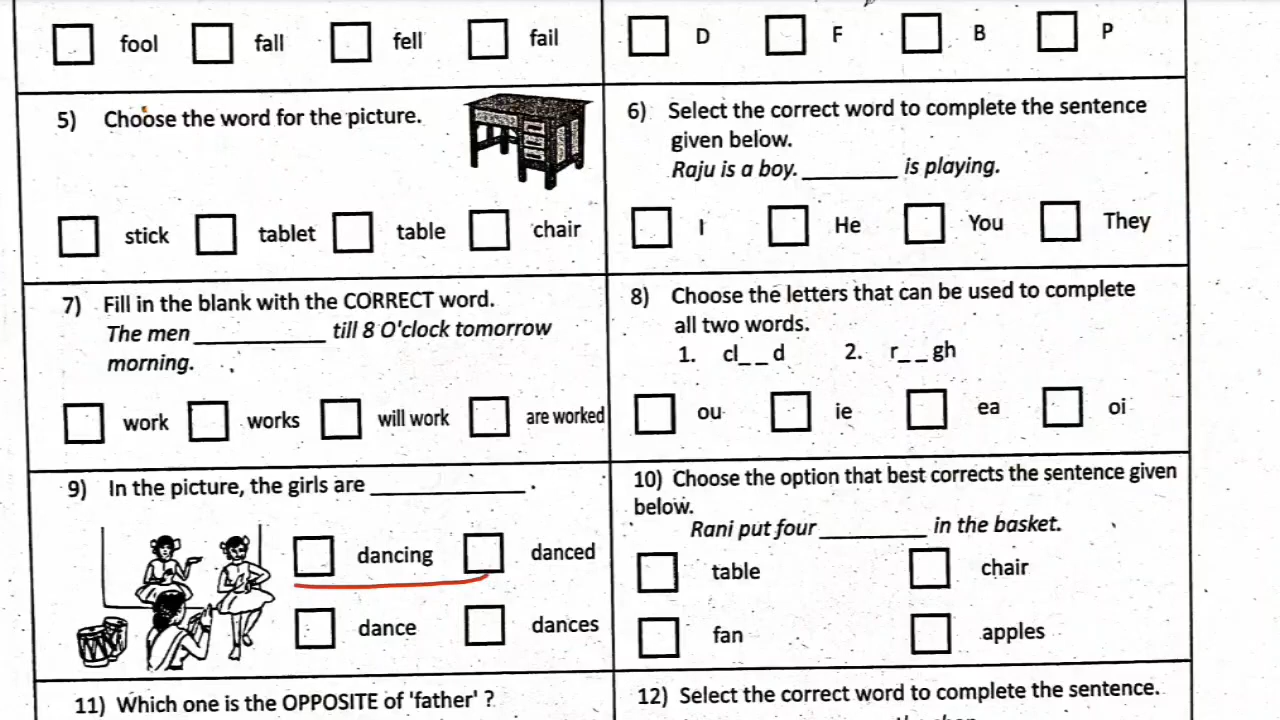 fool fall fell fail
D F B P
5) Choose the word for the picture.
stick tablet table chair
6) Select the correct word to complete the sentence
given below.
Raju is a boy. _________ is playing.
I He You They
7) Fill in the blank with the CORRECT word.
The men ____________ till 8 O'clock tomorrow
morning.
work works will work are worked
8) Choose the letters that can be used to complete
all two words.
1. cl_ _ d 2. r_ _ gh
ou ie ea oi
9) In the picture, the girls are ______________ .
dancing danced
dance dances
10) Choose the option that best corrects the sentence given
below.
Rani put four __________ in the basket.
table chair
fan apples
11) Which one is the OPPOSITE of 'father' ?
12) Select the correct word to complete the sentence.